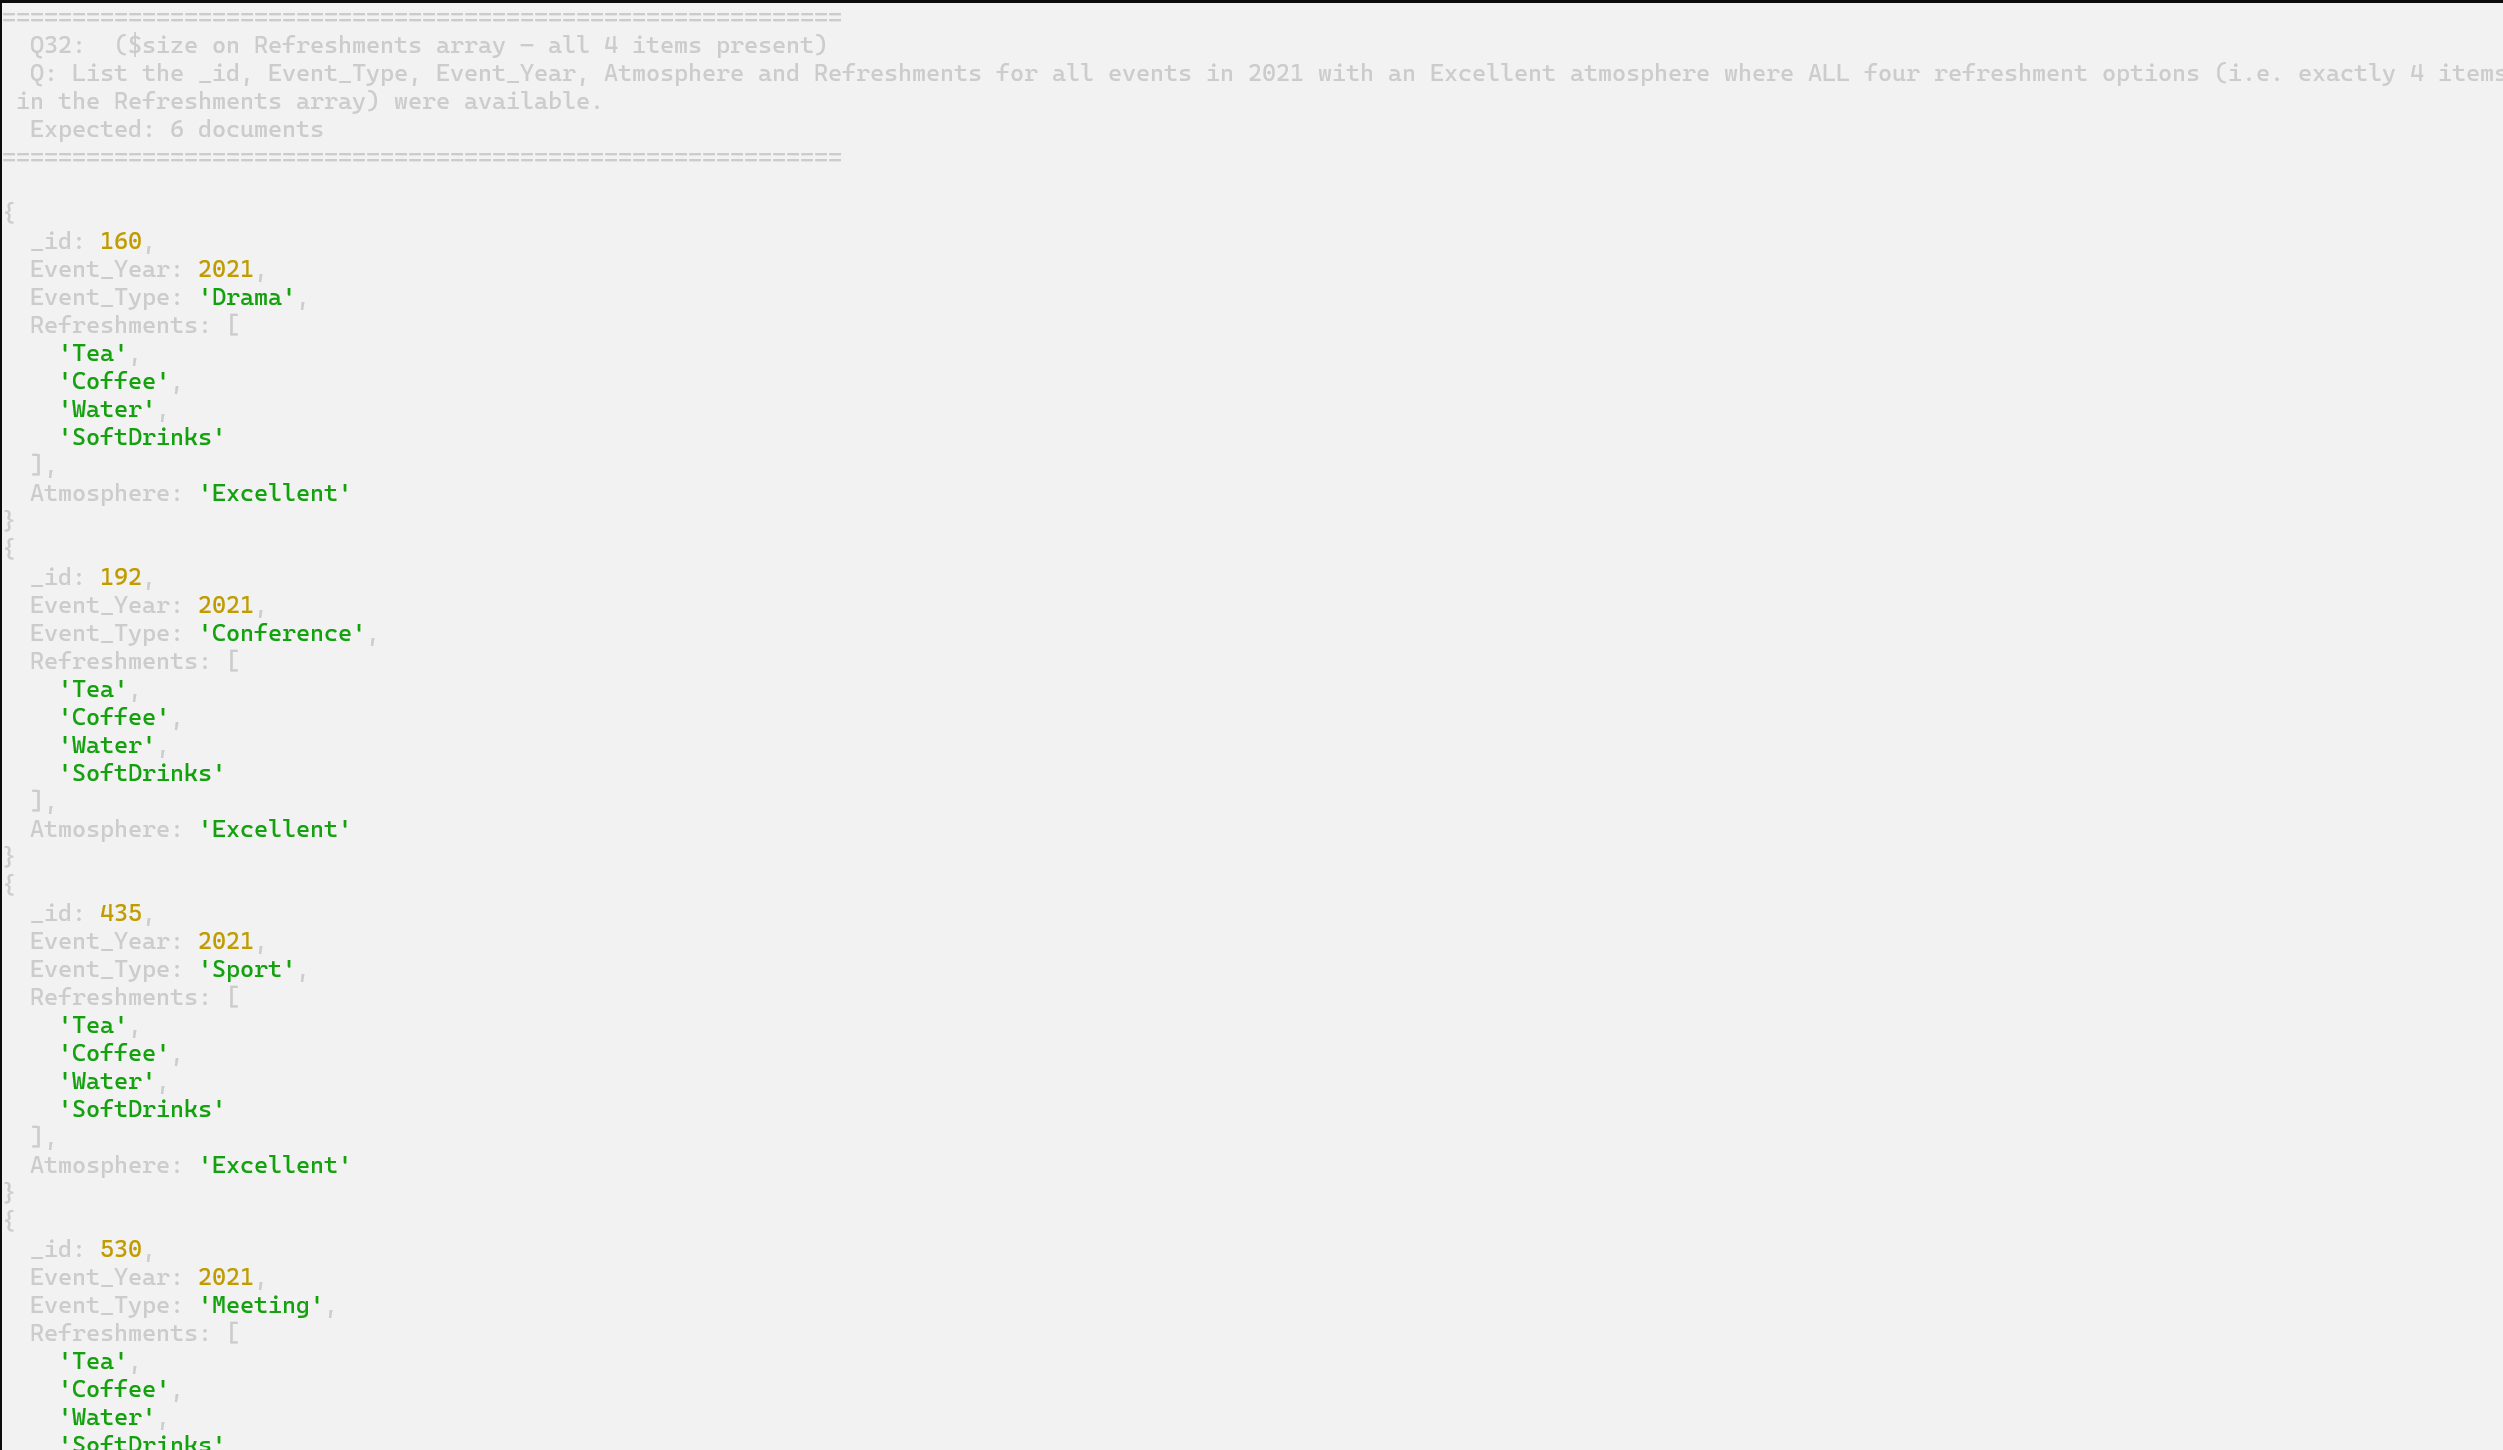 ============================================================
Q32:  ($size on Refreshments array – all 4 items present)
Q: List the _id, Event_Type, Event_Year, Atmosphere and Refreshments for all events in 2021 with an Excellent atmosphere where ALL four refreshment options (i.e. exactly 4 items
in the Refreshments array) were available.
Expected: 6 documents
============================================================
{
_id: 160,
Event_Year: 2021,
Event_Type: 'Drama',
Refreshments: [
'Tea',
'Coffee',
'Water',
'SoftDrinks'
],
Atmosphere: 'Excellent'
}
{
_id: 192,
Event_Year: 2021,
Event_Type: 'Conference',
Refreshments: [
'Tea',
'Coffee',
'Water',
'SoftDrinks'
],
Atmosphere: 'Excellent'
}
{
_id: 435,
Event_Year: 2021,
Event_Type: 'Sport',
Refreshments: [
'Tea',
'Coffee',
'Water',
'SoftDrinks'
],
Atmosphere: 'Excellent'
}
{
_id: 530,
Event_Year: 2021,
Event_Type: 'Meeting',
Refreshments: [
'Tea',
'Coffee',
'Water',
'SoftDrinks'